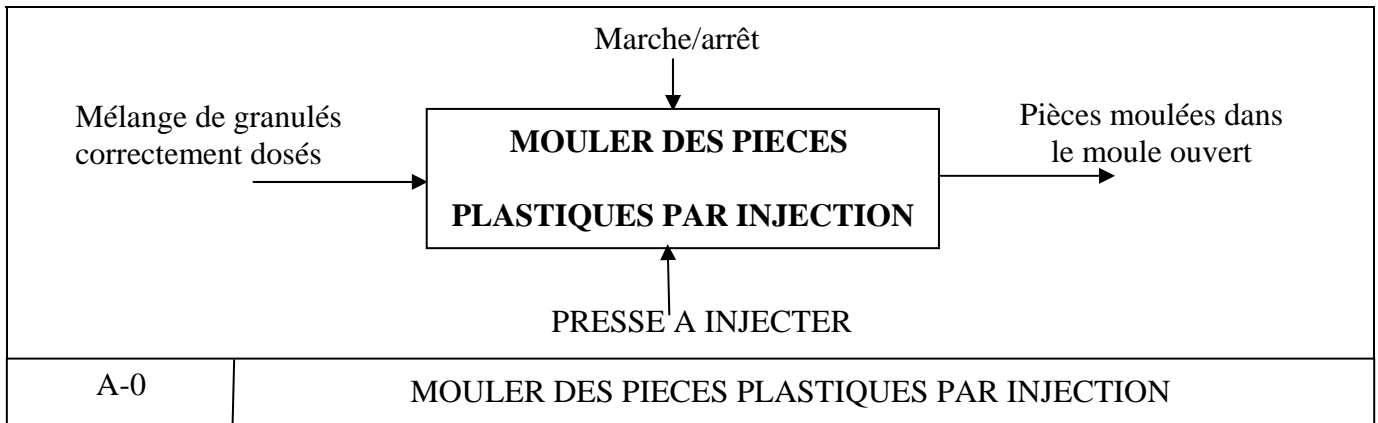 Marche/arrêt
Mélange de granulés
correctement dosés
MOULER DES PIECES
PLASTIQUES PAR INJECTION
Pièces moulées dans
le moule ouvert
PRESSE A INJECTER
A-0
MOULER DES PIECES PLASTIQUES PAR INJECTION